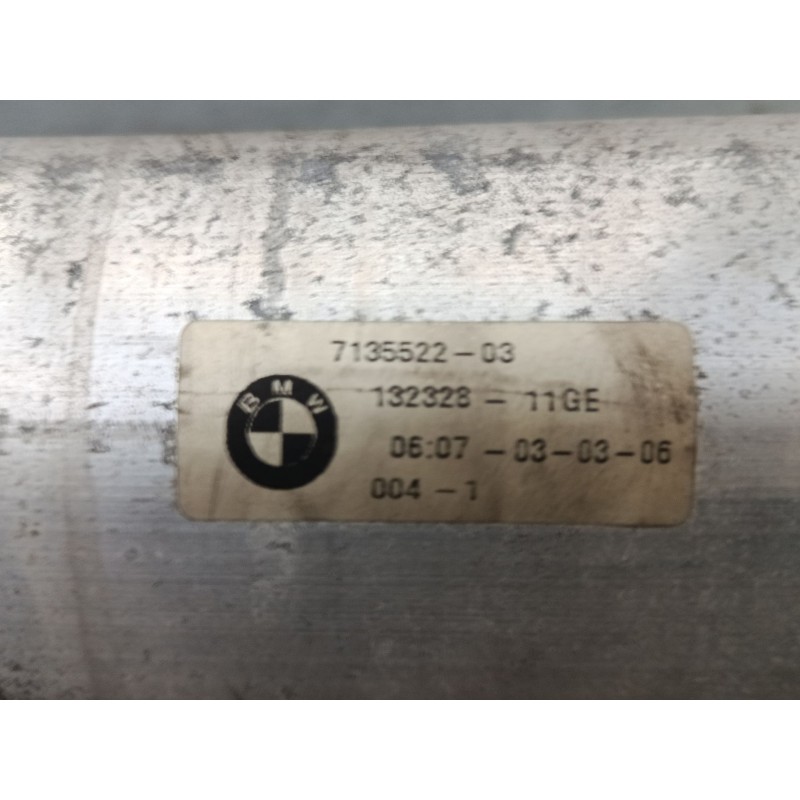 7135522-03
132328 - 11GE
BMW
06:07 - 03-03-06
004 - 1